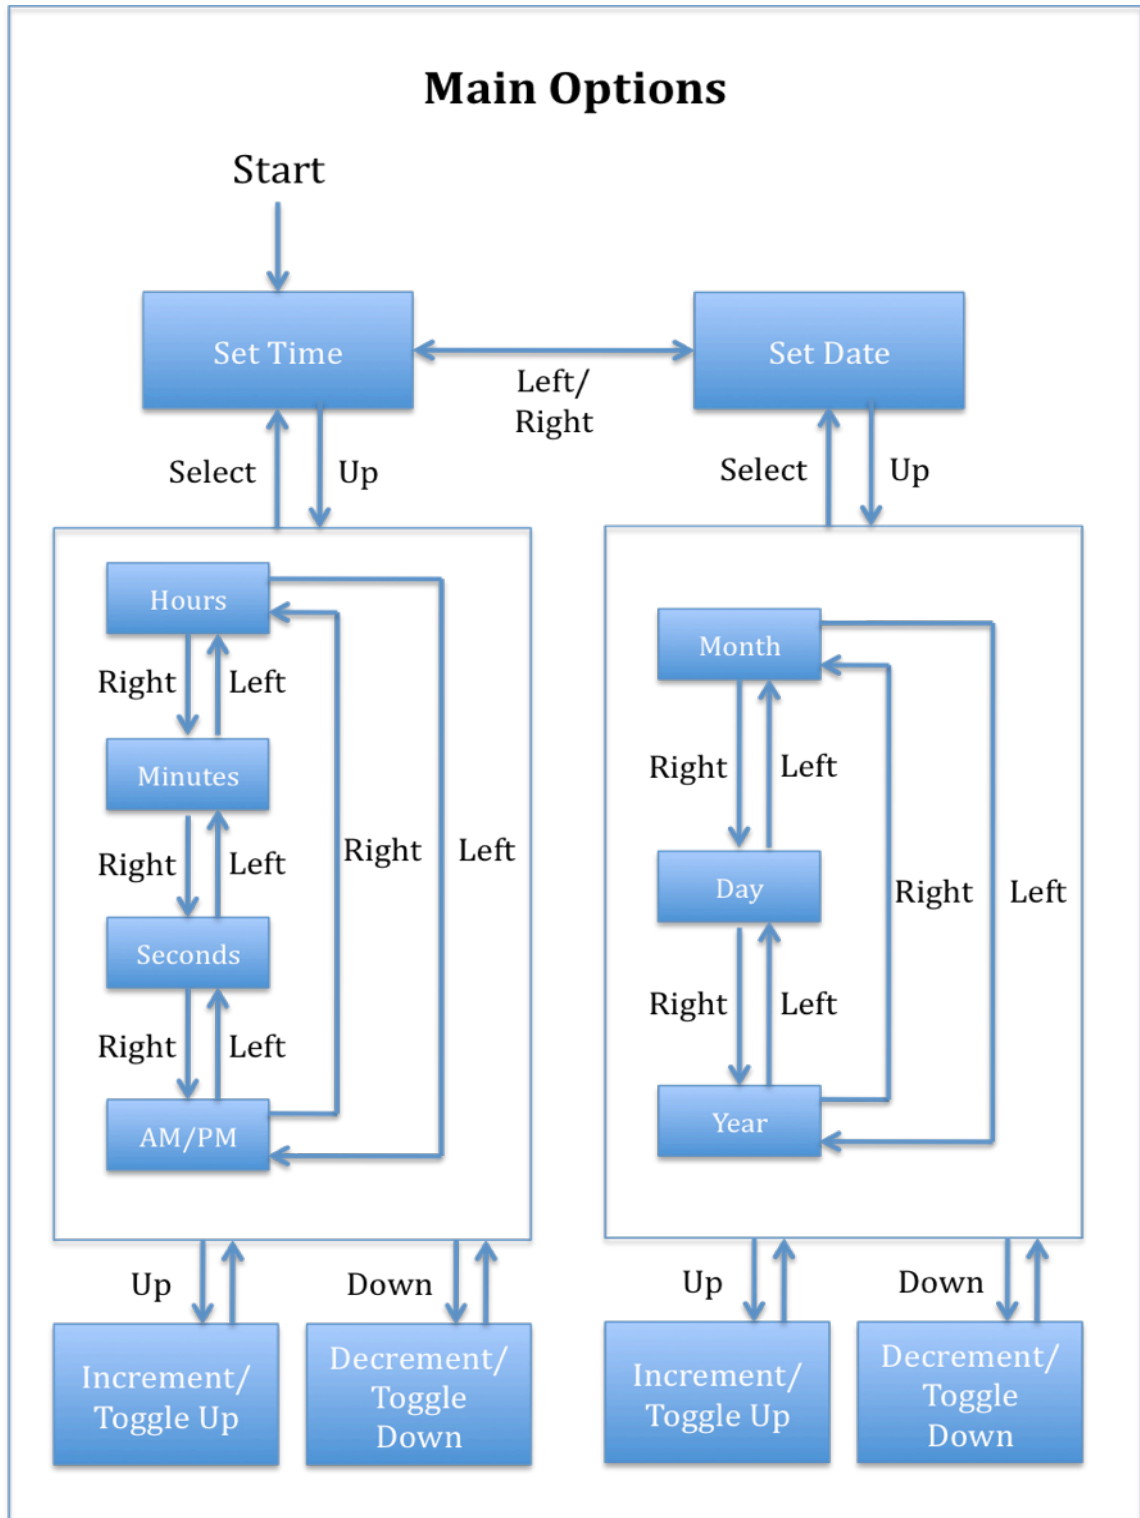 Main Options
Start
Set Time
Set Date
Left/
Right
Select
Up
Select
Up
Hours
Right
Left
Minutes
Right
Left
Seconds
Right
Left
AM/PM
Right
Left
Month
Right
Left
Day
Right
Left
Year
Right
Left
Up
Down
Increment/
Toggle Up
Decrement/
Toggle
Down
Up
Down
Increment/
Toggle Up
Decrement/
Toggle
Down